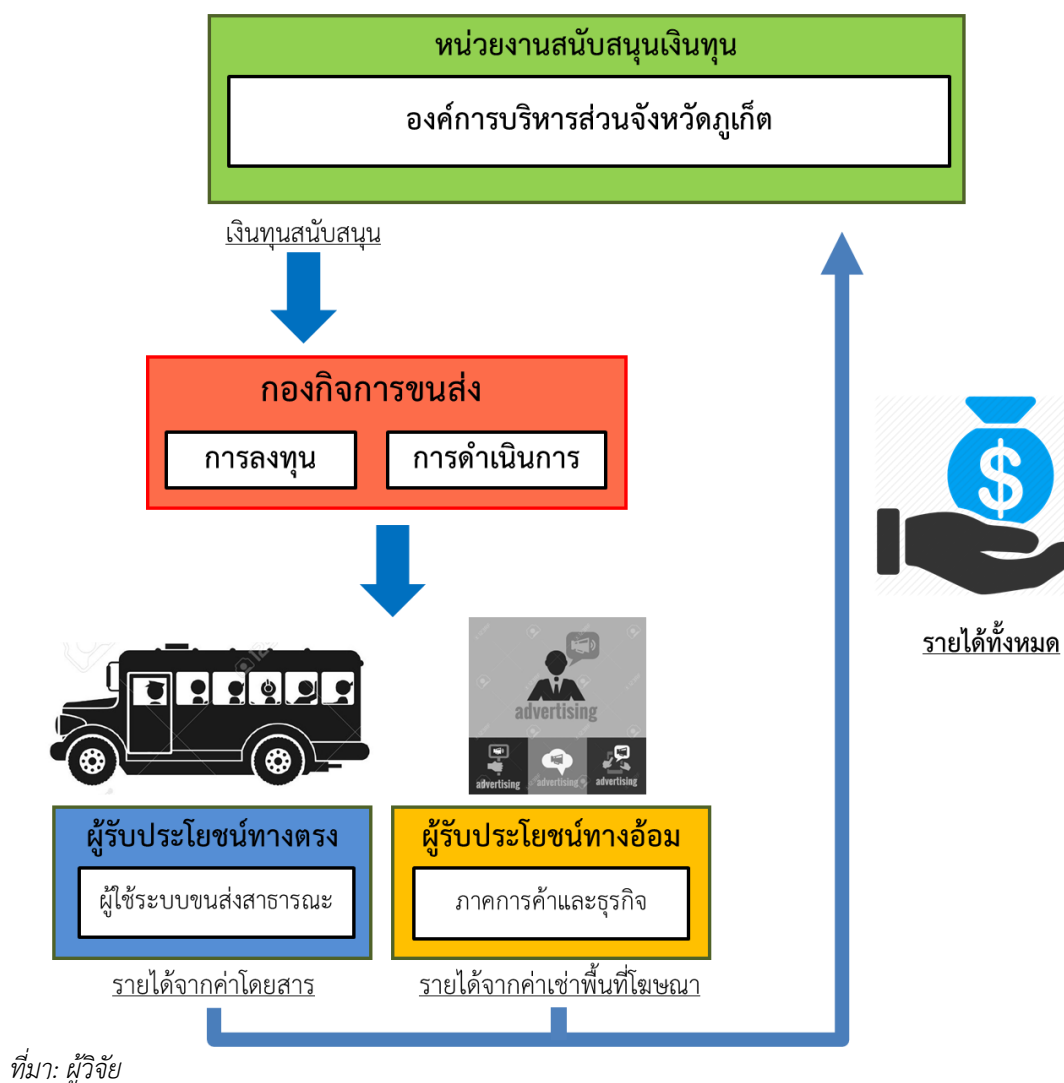 หน่วยงานสนับสนุนเงินทุน
องค์การบริหารส่วนจังหวัดภูเก็ต
เงินทุนสนับสนุน
กองกิจการขนส่ง
การลงทุน
การดำเนินการ
$
รายได้ทั้งหมด
advertising
advertising
advertising
advertising
ผู้รับประโยชน์ทางตรง
ผู้ใช้ระบบขนส่งสาธารณะ
รายได้จากค่าโดยสาร
ผู้รับประโยชน์ทางอ้อม
ภาคการค้าและธุรกิจ
รายได้จากค่าเช่าพื้นที่โฆษณา
ที่มา: ผู้วิจัย